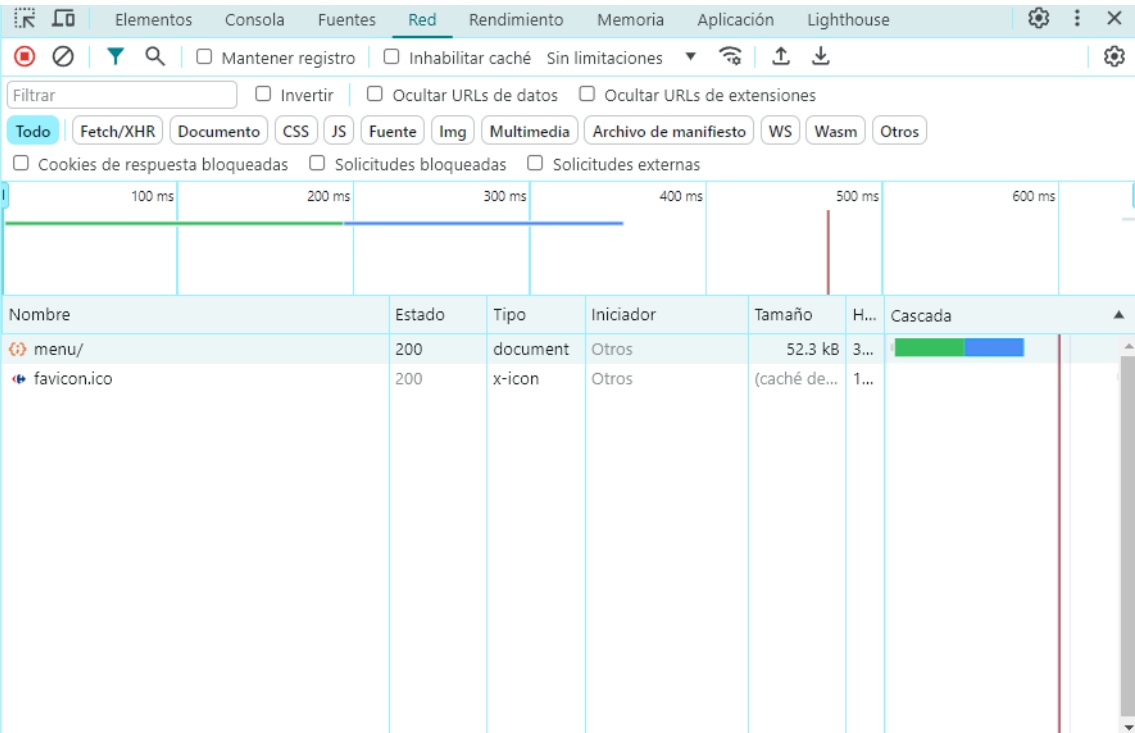 Elementos Consola Fuentes Red Rendimiento Memoria Aplicación Lighthouse
Mantener registro Inhabilitar caché Sin limitaciones
Filtrar Invertir Ocultar URLs de datos Ocultar URLs de extensiones
Todo Fetch/XHR Documento CSS JS Fuente Img Multimedia Archivo de manifiesto WS Wasm Otros
Cookies de respuesta bloqueadas Solicitudes bloqueadas Solicitudes externas
100 ms 200 ms 300 ms 400 ms 500 ms 600 ms
Nombre Estado Tipo Iniciador Tamaño H... Cascada
menu/ 200 document Otros 52.3 kB 3...
favicon.ico 200 x-icon Otros (caché de... 1...